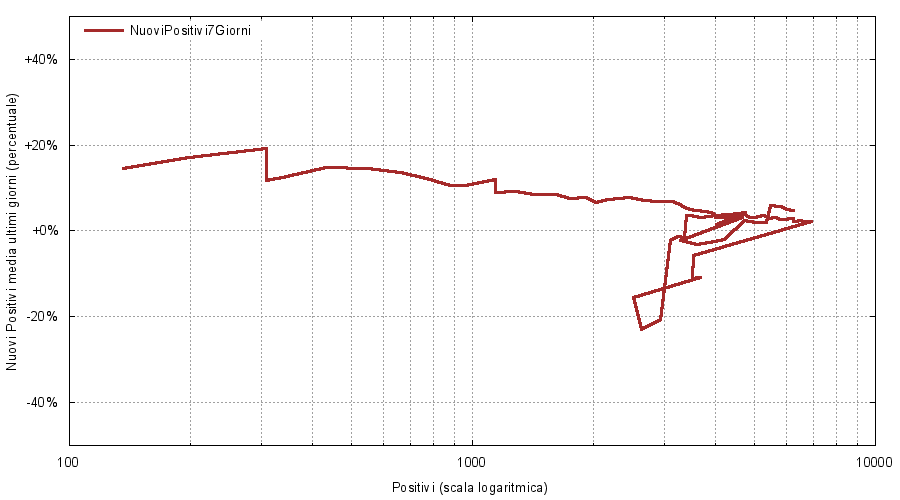 NuoviPositivi7Giorni
+40%
+20%
+0%
-20%
-40%
Nuovi Positivi media ultimi giorni (percentuale)
100
1000
10000
Positivi (scala logaritmica)